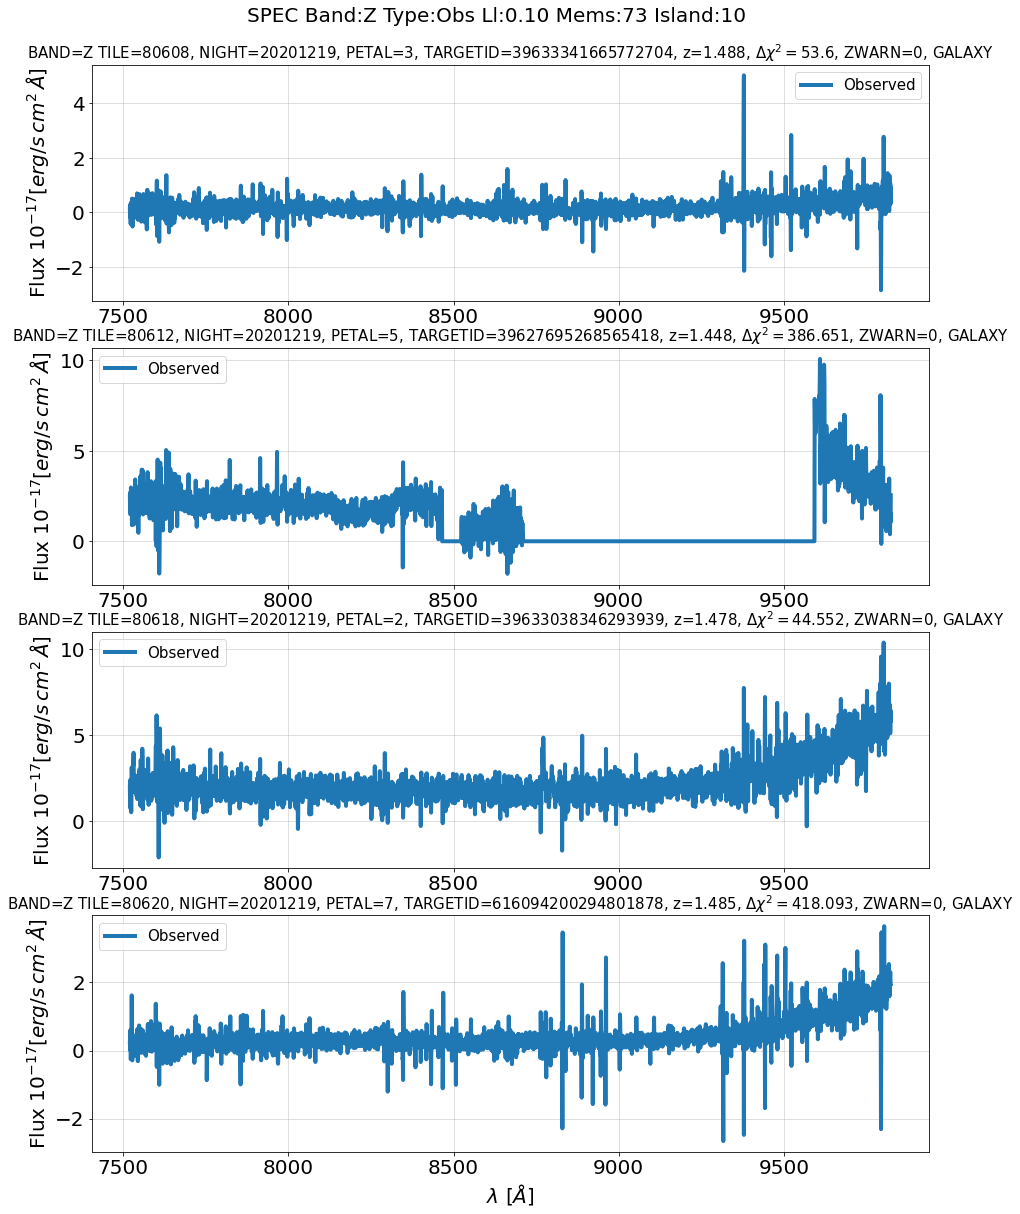 SPEC Band:Z Type:Obs Ll:0.10 Mems:73 Island:10
BAND=Z TILE=80608, NIGHT=20201219, PETAL=3, TARGETID=39633341665772704, z=1.488, Δχ² = 53.6, ZWARN=0, GALAXY
Observed
4
2
0
−2
Flux 10⁻¹⁷[erg/s cm² Å]
7500 8000 8500 9000 9500
BAND=Z TILE=80612, NIGHT=20201219, PETAL=5, TARGETID=39627695268565418, z=1.448, Δχ² = 386.651, ZWARN=0, GALAXY
Observed
10
5
0
Flux 10⁻¹⁷[erg/s cm² Å]
7500 8000 8500 9000 9500
BAND=Z TILE=80618, NIGHT=20201219, PETAL=2, TARGETID=39633038346293939, z=1.478, Δχ² = 44.552, ZWARN=0, GALAXY
Observed
10
5
0
Flux 10⁻¹⁷[erg/s cm² Å]
7500 8000 8500 9000 9500
BAND=Z TILE=80620, NIGHT=20201219, PETAL=7, TARGETID=616094200294801878, z=1.485, Δχ² = 418.093, ZWARN=0, GALAXY
Observed
2
0
−2
Flux 10⁻¹⁷[erg/s cm² Å]
7500 8000 8500 9000 9500
λ [Å]